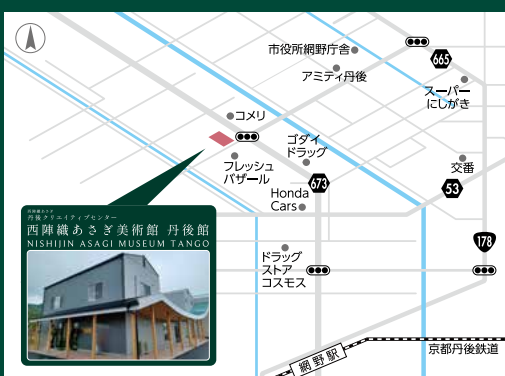 市役所網野庁舎
アミティ丹後
665
スーパー
にしがき
コメリ
ゴダイ
ドラッグ
フレッシュ
バザール
交番
673
53
Honda
Cars
178
ドラッグ
ストア
コスモス
西陣織あさぎ
丹後クリエイティブセンター
西陣織あさぎ美術館 丹後館
NISHIJIN ASAGI MUSEUM TANGO
網野駅
京都丹後鉄道